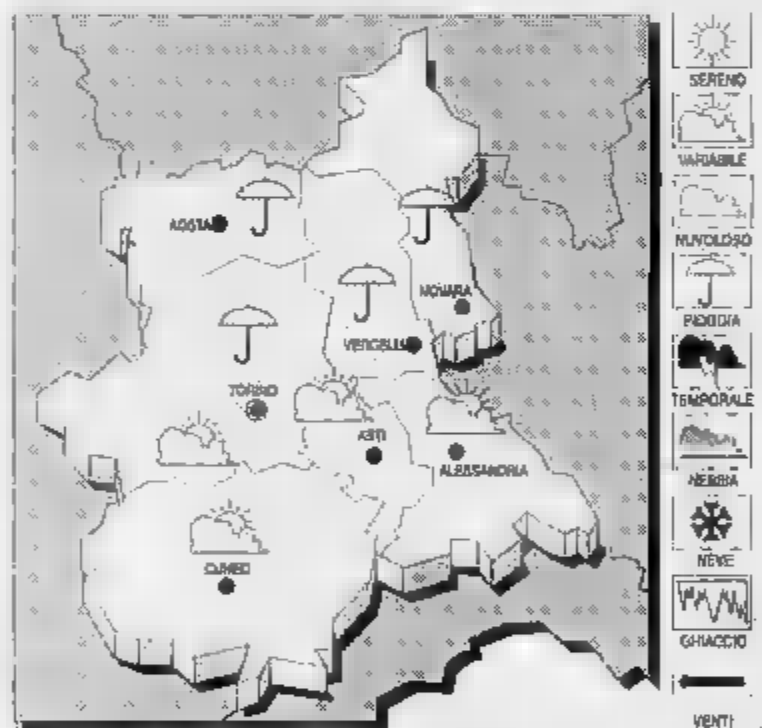 SERENO
VARIABILE
NUVOLOSO
PIOGGIA
TEMPORALE
NEBBIA
NEVE
GHIACCIO
VENTI
AOSTA
NOVARA
VERCELLI
TORINO
ASTI
ALESSANDRIA
CUNEO